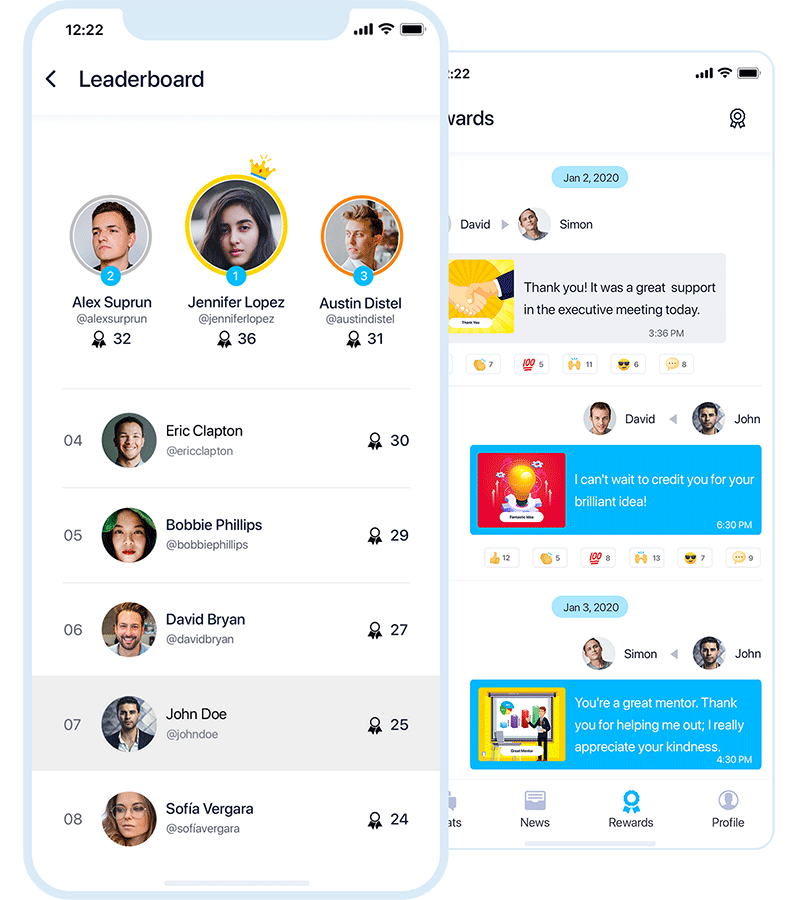 12:22
Leaderboard
2
1
3
Alex Suprun
@alexsuprun
32
Jennifer Lopez
@jenniferlopez
36
Austin Distel
@austindistel
31
04
Eric Clapton
@ericclapton
30
05
Bobbie Phillips
@bobbiephillips
29
06
David Bryan
@davidbryan
27
07
John Doe
@johndoe
25
08
Sofía Vergara
@sofíavergara
24
:22
wards
Jan 2, 2020
David
Simon
Thank You
Thank you! It was a great support
in the executive meeting today.
3:36 PM
7
100 5
11
6
8
David
John
Fantastic Idea
I can't wait to credit you for your
brilliant idea!
6:30 PM
12
5
100 8
13
7
9
Jan 3, 2020
Simon
John
Great Mentor
You're a great mentor. Thank
you for helping me out; I really
appreciate your kindness.
4:30 PM
ats
News
Rewards
Profile